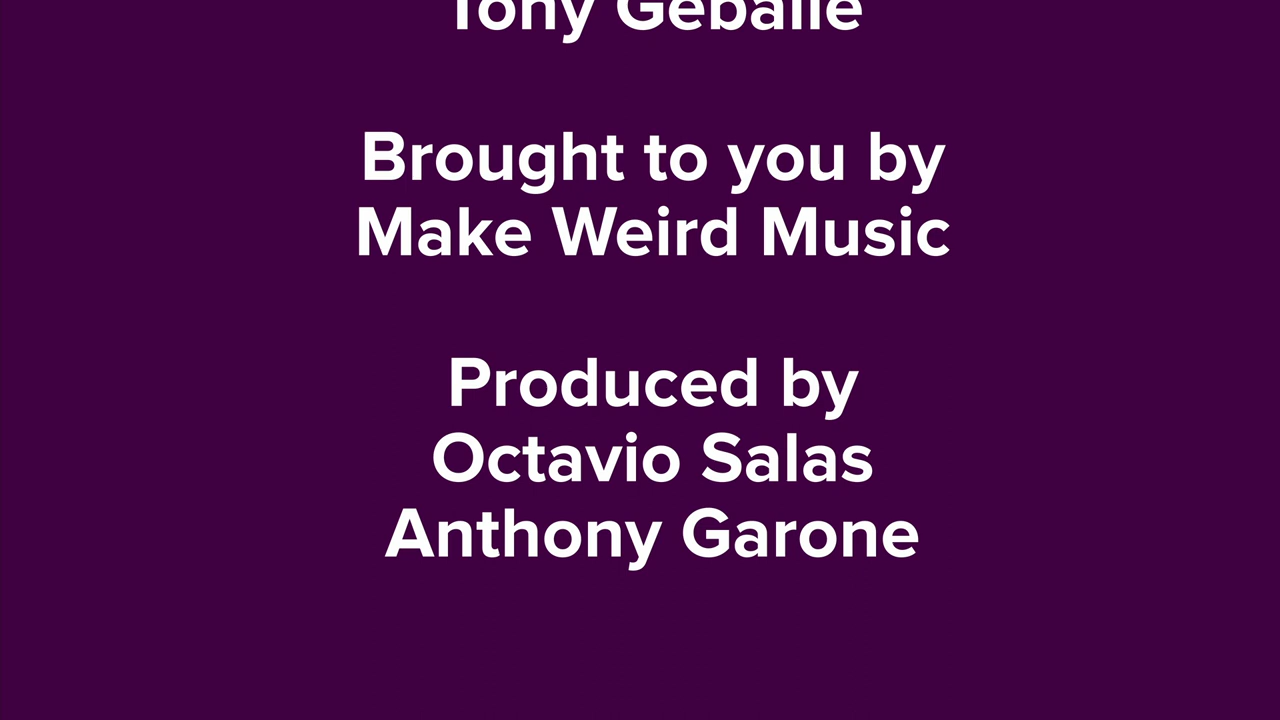 Tony Geballe
Brought to you by
Make Weird Music
Produced by
Octavio Salas
Anthony Garone